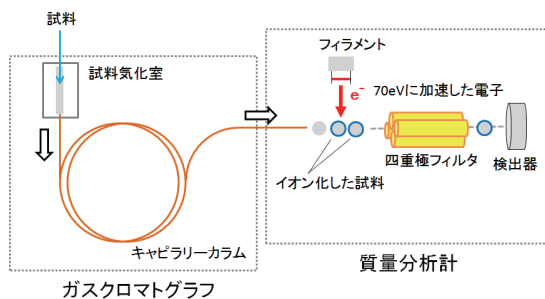 試料
試料気化室
キャピラリーカラム
ガスクロマトグラフ
フィラメント
e⁻
70eVに加速した電子
イオン化した試料
四重極フィルタ
検出器
質量分析計